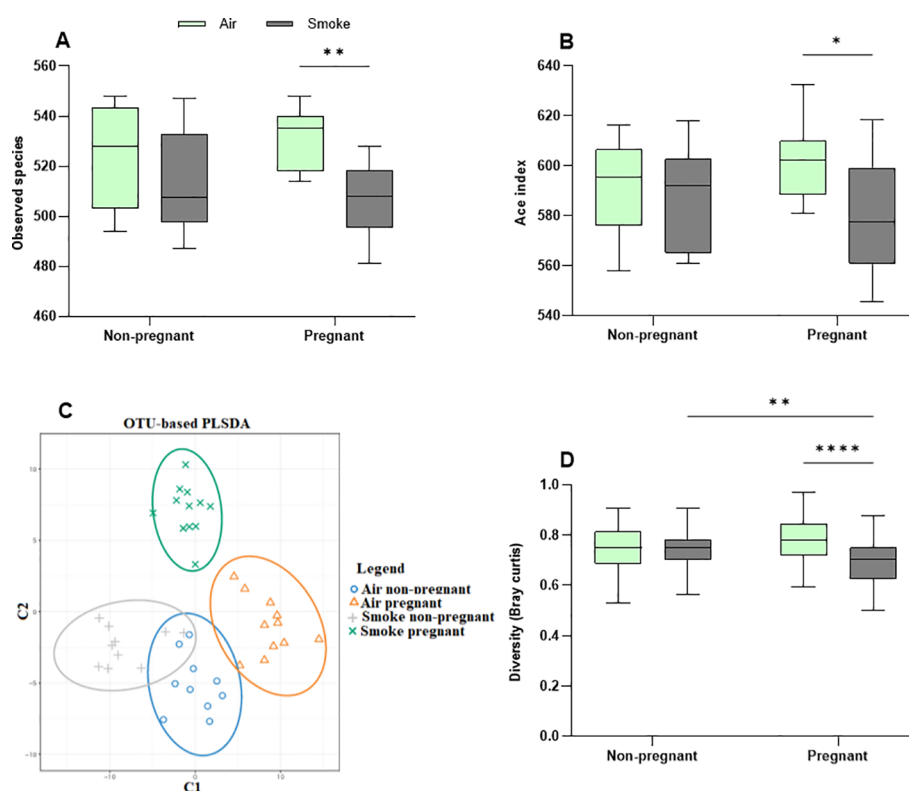 Air Smoke
A
**
560
540
520
500
480
460
Observed species
Non-pregnant Pregnant
B
*
640
620
600
580
560
540
Ace index
Non-pregnant Pregnant
C
OTU-based PLSDA
10
5
0
-5
-10
C2
-10 0 10
C1
Legend
Air non-pregnant
Air pregnant
Smoke non-pregnant
Smoke pregnant
D
**
****
1.0
0.8
0.6
0.4
0.2
0.0
Diversity (Bray curtis)
Non-pregnant Pregnant